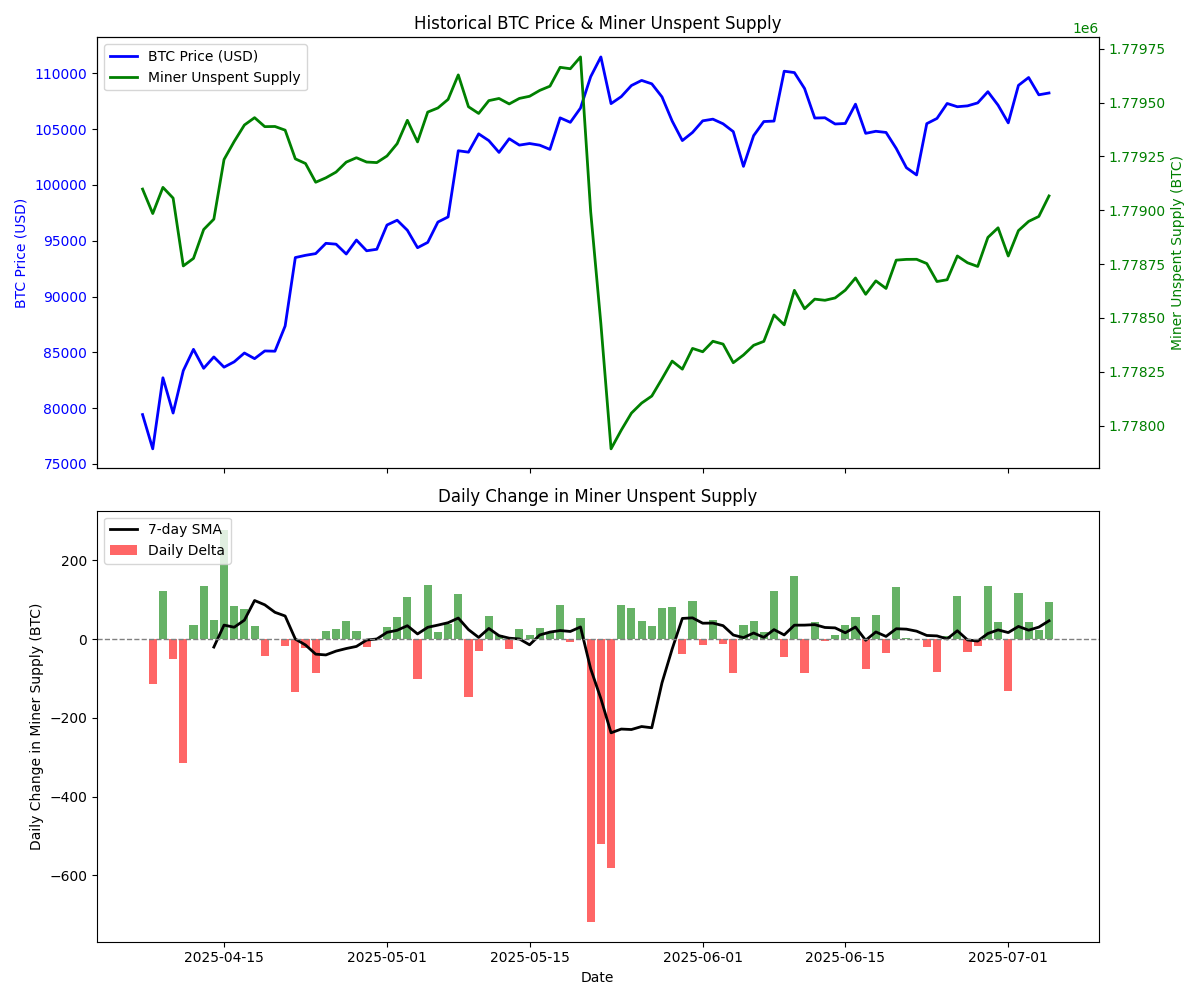 Historical BTC Price & Miner Unspent Supply
1e6
BTC Price (USD)
Miner Unspent Supply
110000
105000
100000
95000
90000
85000
80000
75000
BTC Price (USD)
1.77975
1.77950
1.77925
1.77900
1.77875
1.77850
1.77825
1.77800
Miner Unspent Supply (BTC)
Daily Change in Miner Unspent Supply
7-day SMA
Daily Delta
200
0
−200
−400
−600
Daily Change in Miner Supply (BTC)
2025-04-15
2025-05-01
2025-05-15
2025-06-01
2025-06-15
2025-07-01
Date